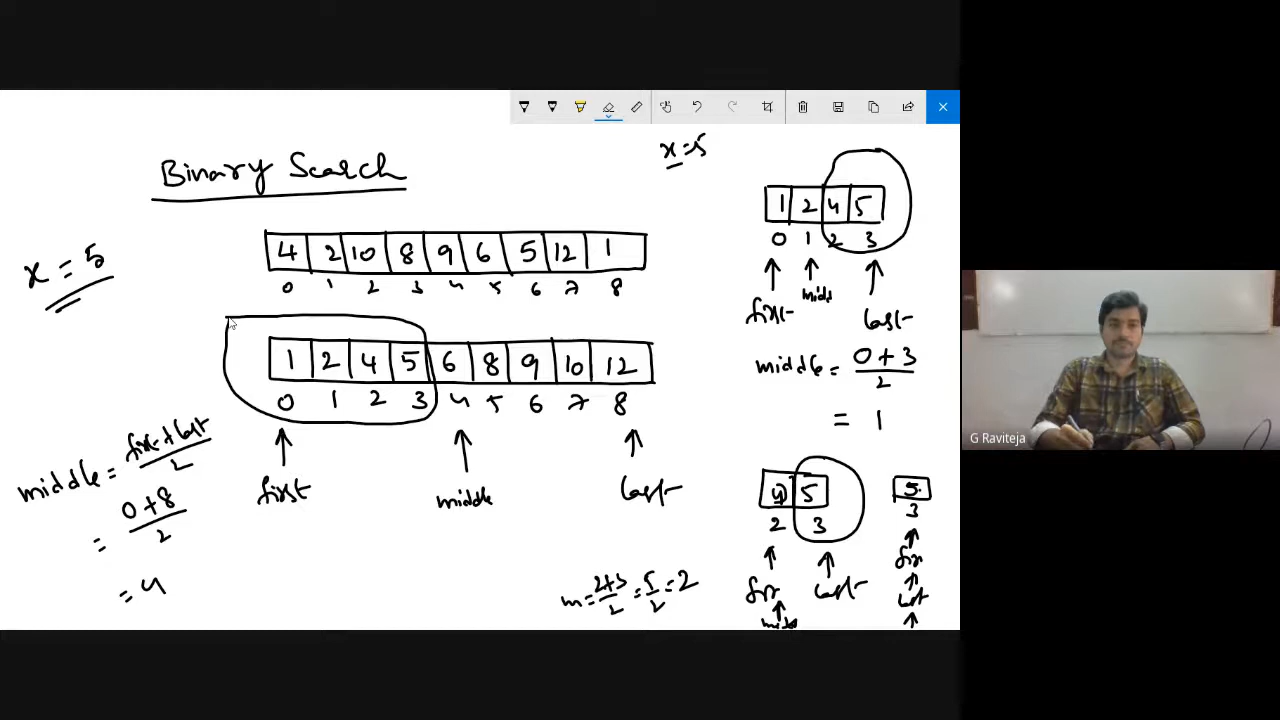 Binary Search
x = 5
4 2 10 8 9 6 5 12 1
0 1 2 3 4 5 6 7 8
1 2 4 5 6 8 9 10 12
0 1 2 3 4 5 6 7 8
first middle last
middle = first + last / 2
= 0 + 8 / 2
= 4
x = 5
1 2 4 5
0 1 2 3
first midd last
middle = 0 + 3 / 2
= 1
4 5
2 3
last
m = 2+3 / 2 = 5 / 2 = 2
5
3
last
G Raviteja